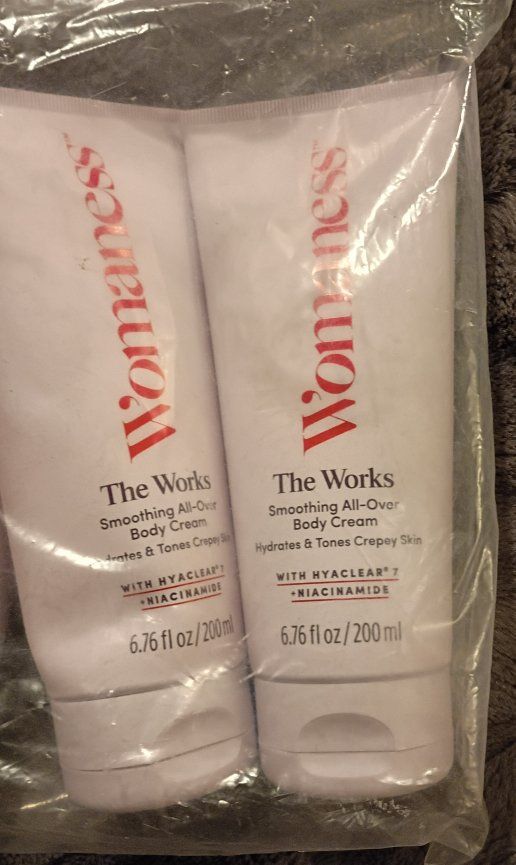 Womaness™
The Works
Smoothing All-Over
Body Cream
Hydrates & Tones Crepey Skin
WITH HYACLEAR® 7
+NIACINAMIDE
6.76 fl oz/200 ml
Womaness™
The Works
Smoothing All-Over
Body Cream
Hydrates & Tones Crepey Skin
WITH HYACLEAR® 7
+NIACINAMIDE
6.76 fl oz/200 ml